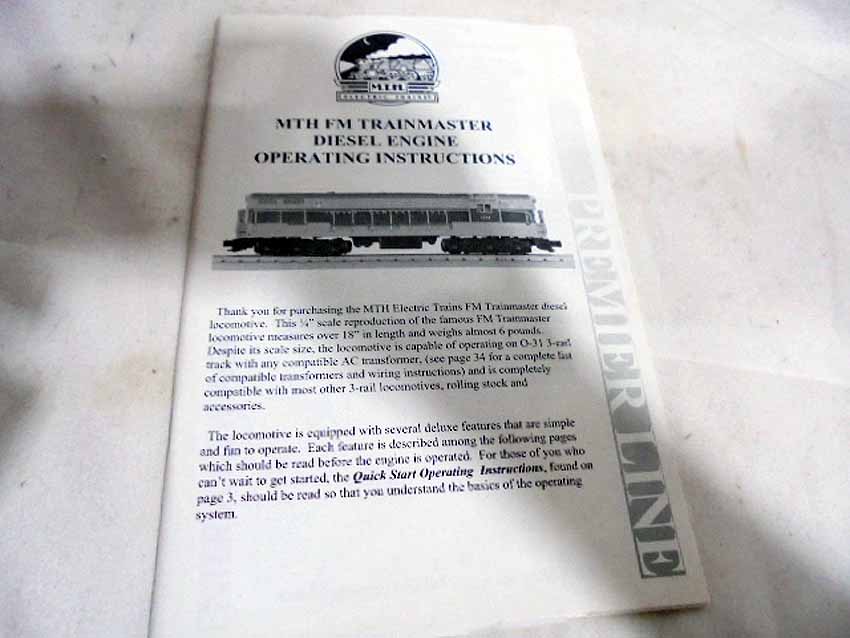 M.T.H.
ELECTRIC TRAINS
MTH FM TRAINMASTER
DIESEL ENGINE
OPERATING INSTRUCTIONS
Thank you for purchasing the MTH Electric Trains FM Trainmaster diesel
locomotive. This ¼" scale reproduction of the famous FM Trainmaster
locomotive measures over 18" in length and weighs almost 6 pounds.
Despite its scale size, the locomotive is capable of operating on O-31 3-rail
track with any compatible AC transformer, (see page 34 for a complete list
of compatible transformers and wiring instructions) and is completely
compatible with most other 3-rail locomotives, rolling stock and
accessories.
The locomotive is equipped with several deluxe features that are simple
and fun to operate. Each feature is described among the following pages
which should be read before the engine is operated. For those of you who
can't wait to get started, the Quick Start Operating Instructions, found on
page 3, should be read so that you understand the basics of the operating
system.
PREMIER LINE